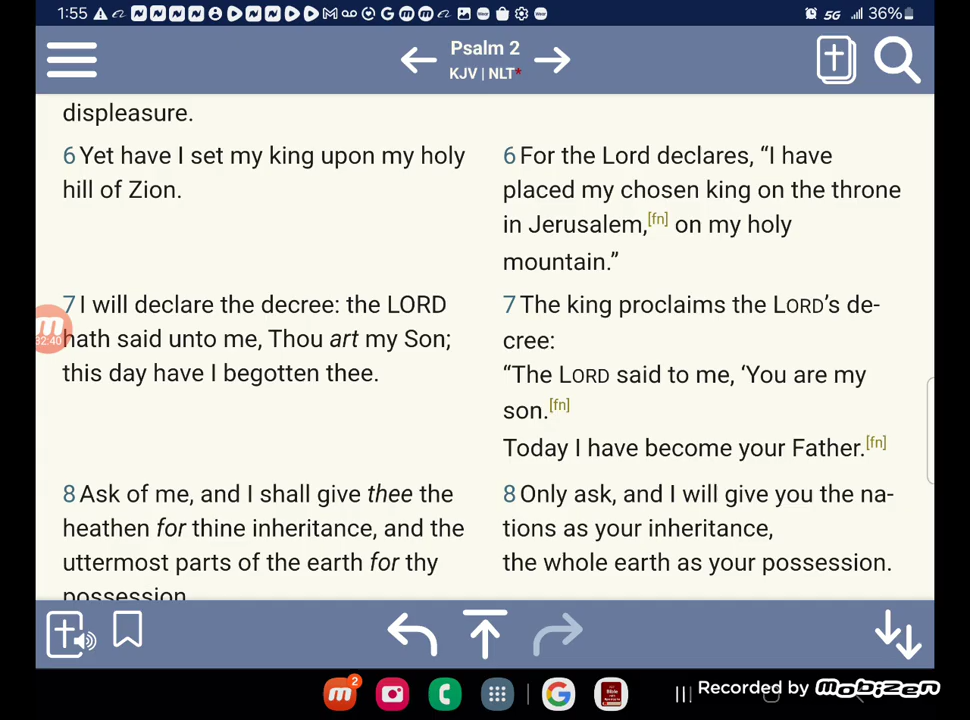 1:55
5G
36%
Psalm 2
KJV | NLT*
displeasure.
6 Yet have I set my king upon my holy
hill of Zion.
7 I will declare the decree: the LORD
hath said unto me, Thou art my Son;
this day have I begotten thee.
8 Ask of me, and I shall give thee the
heathen for thine inheritance, and the
uttermost parts of the earth for thy
possession
6 For the Lord declares, “I have
placed my chosen king on the throne
in Jerusalem,[fn] on my holy
mountain.”
7 The king proclaims the LORD’s de-
cree:
“The LORD said to me, ‘You are my
son.[fn]
Today I have become your Father.[fn]
8 Only ask, and I will give you the na-
tions as your inheritance,
the whole earth as your possession.
32:40
2
Recorded by mobizen